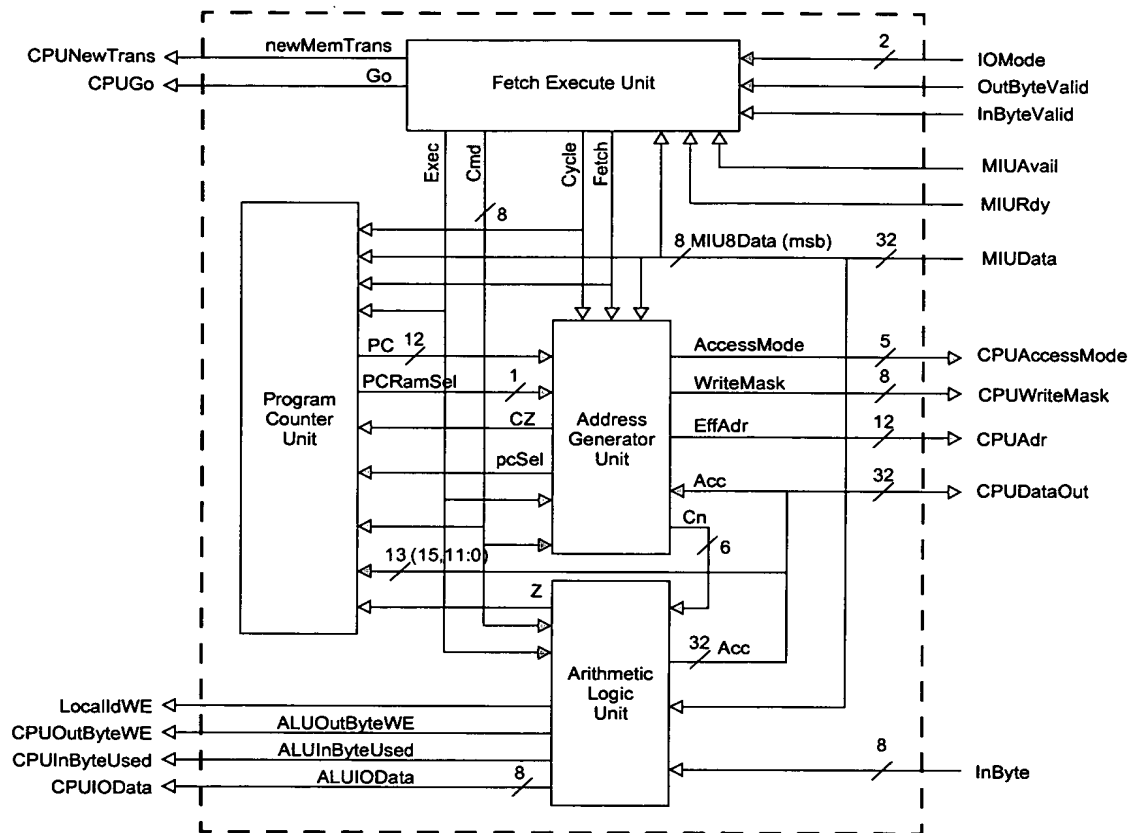 newMemTrans
2
CPUNewTrans
IOMode
Go
Fetch Execute Unit
CPUGo
OutByteValid
InByteValid
Exec
Cmd
Cycle
Fetch
MIUAvail
MIURdy
8
8 MIU8Data (msb)
32
MIUData
PC
12
AccessMode
5
CPUAccessMode
PCRamSel
1
WriteMask
8
CPUWriteMask
Program
Counter
Unit
CZ
Address
Generator
Unit
EffAdr
12
CPUAdr
pcSel
Acc
32
CPUDataOut
Cn
6
13 (15,11:0)
Z
32 Acc
Arithmetic
Logic
Unit
LocalIdWE
ALUOutByteWE
CPUOutByteWE
ALUInByteUsed
CPUInByteUsed
8
InByte
ALUIOData
8
CPUIOData